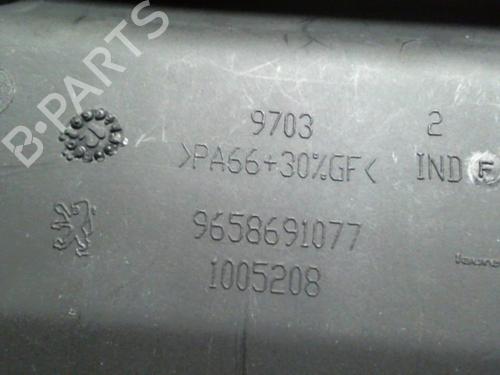 B-PARTS
9703 2
>PA66+30%GF< IND F
9658691077
1005208